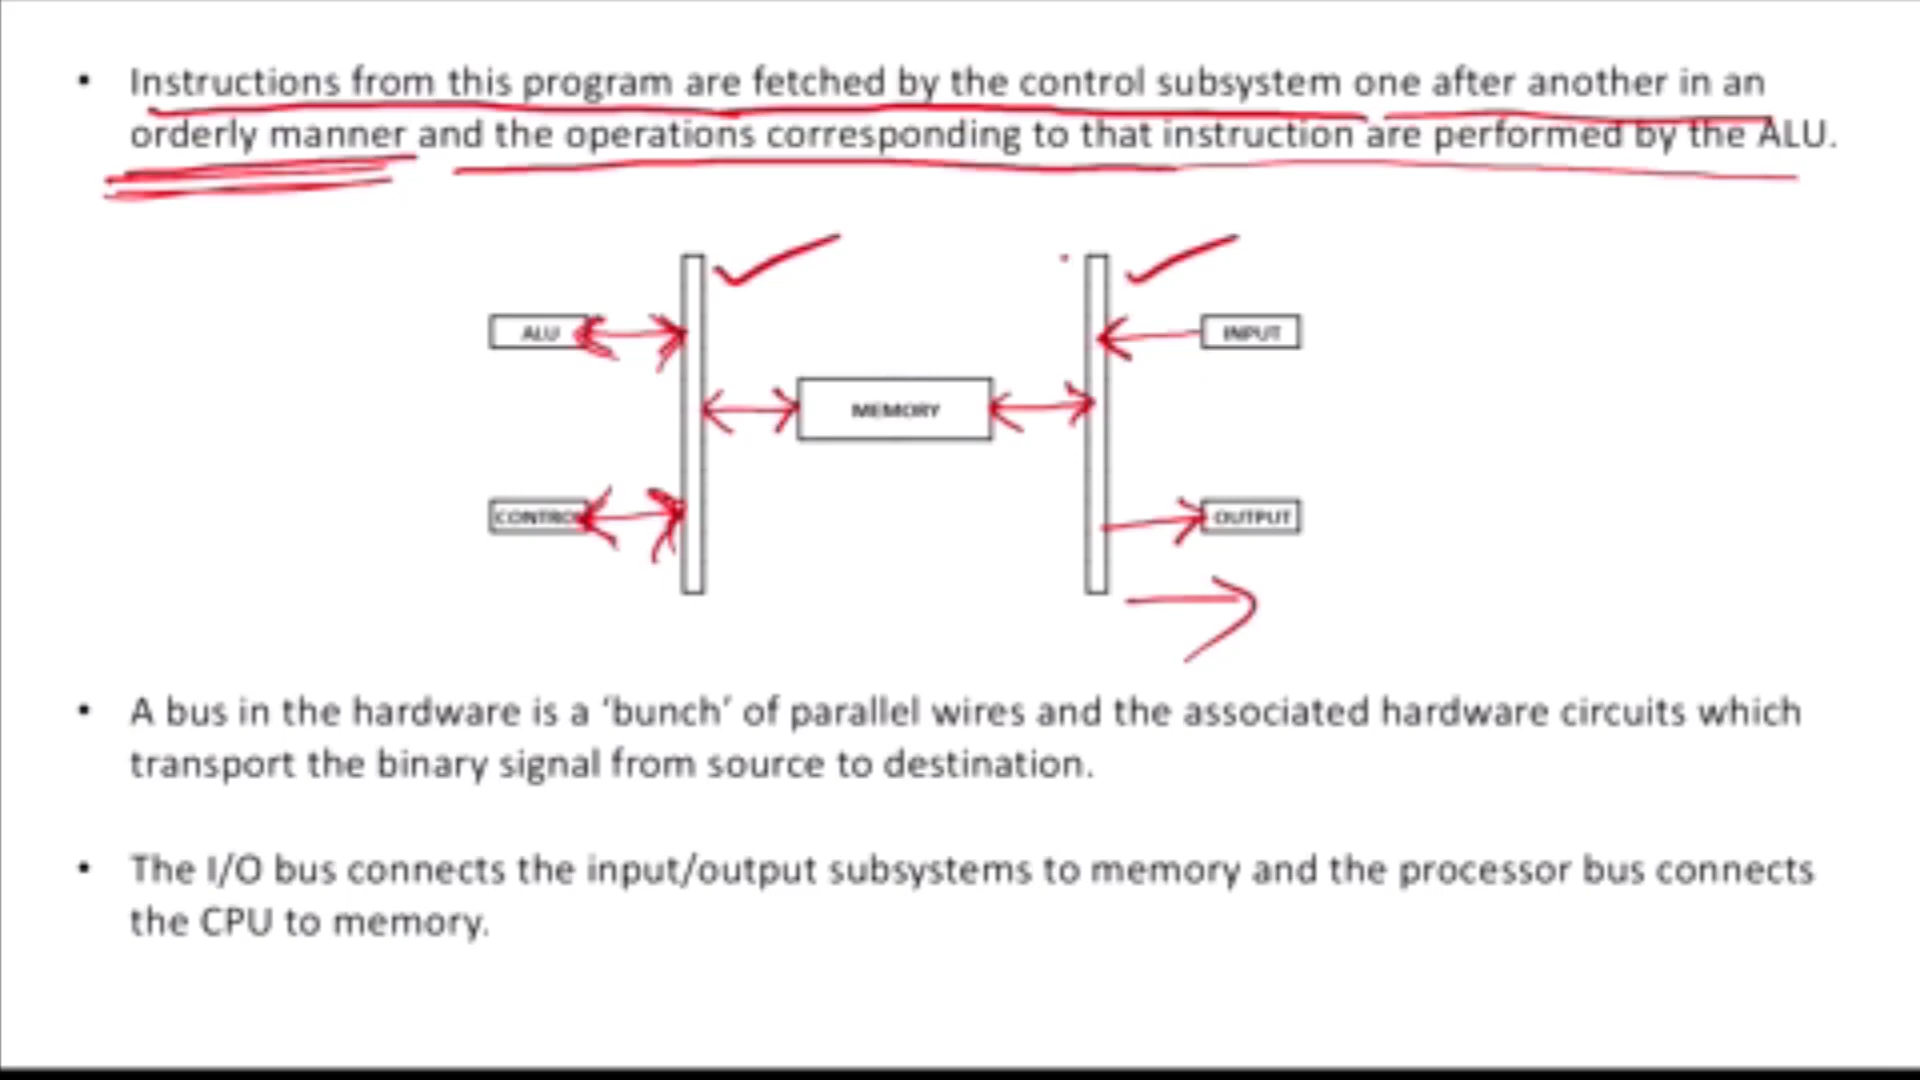 • Instructions from this program are fetched by the control subsystem one after another in an
orderly manner and the operations corresponding to that instruction are performed by the ALU.
ALU
INPUT
MEMORY
CONTROL
OUTPUT
• A bus in the hardware is a ‘bunch’ of parallel wires and the associated hardware circuits which
transport the binary signal from source to destination.
• The I/O bus connects the input/output subsystems to memory and the processor bus connects
the CPU to memory.